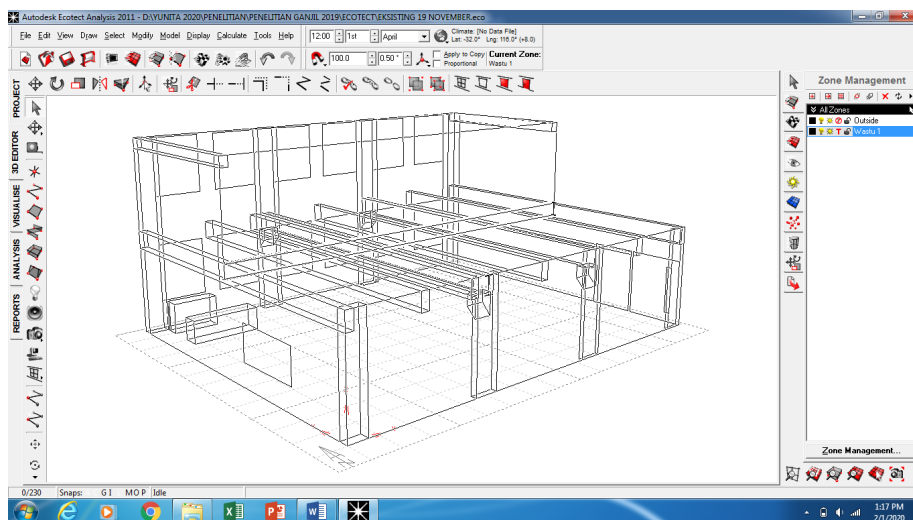 Autodesk Ecotect Analysis 2011 - D:\YUNITA 2020\PENELITIAN\PENELITIAN GANJIL 2019\ECOTECT\EKSISTING 19 NOVEMBER.eco
File Edit View Draw Select Modify Model Display Calculate Tools Help
12:00 1st April
Climate: [No Data File]
Lat: -32.0° Lng: 116.0° (+8.0)
100.0 0.50 °
Apply to Copy Current Zone:
Proportional Wastu 1
PROJECT
3D EDITOR
VISUALISE
ANALYSIS
REPORTS
Zone Management
All Zones
Outside
T Wastu 1
Zone Management...
0/230 Snaps: G I M O P Idle
1:17 PM
2/1/2020